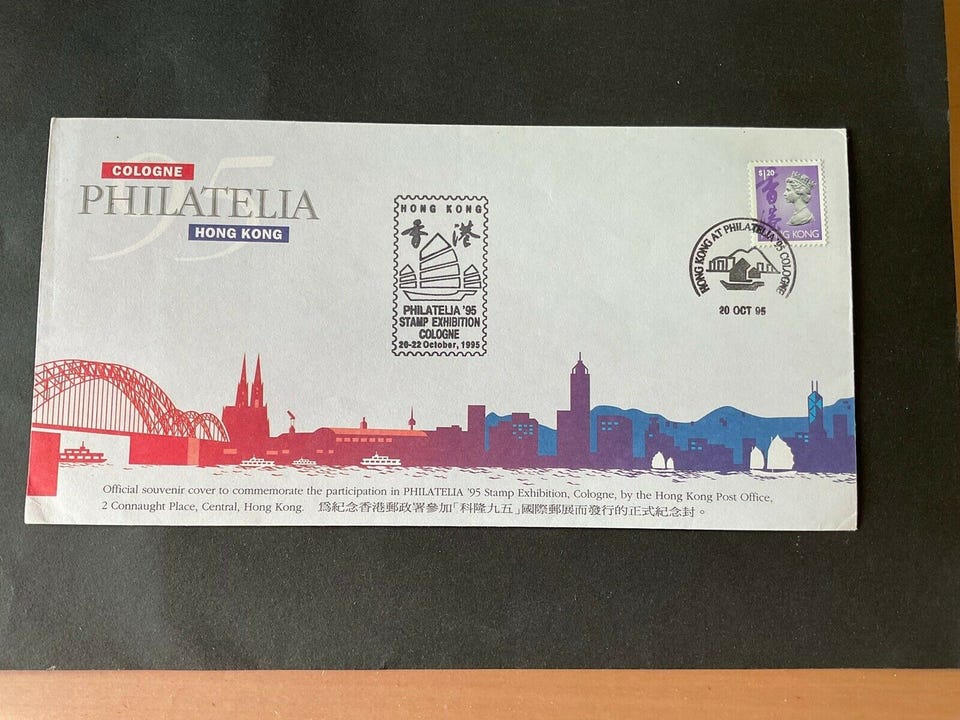 COLOGNE
95
PHILATELIA
HONG KONG
HONG KONG
香港
PHILATELIA '95
STAMP EXHIBITION
COLOGNE
20-22 October, 1995
$1.20
香港
HONG KONG
HONG KONG AT PHILATELIA '95 COLOGNE
20 OCT 95
Official souvenir cover to commemorate the participation in PHILATELIA '95 Stamp Exhibition, Cologne, by the Hong Kong Post Office,
2 Connaught Place, Central, Hong Kong. 為紀念香港郵政署參加「科隆九五」國際郵展而發行的正式紀念封。